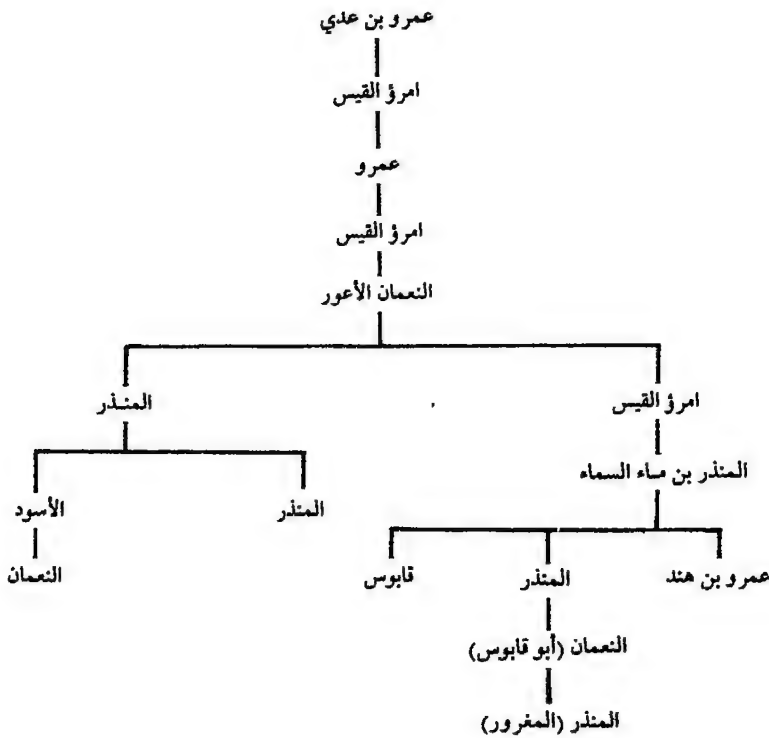 عمرو بن عدي
امرؤ القيس
عمرو
امرؤ القيس
النعمان الأعور
امرؤ القيس
المنذر
المنذر بن ماء السماء
المنذر
الأسود
عمرو بن هند
المنذر
قابوس
النعمان
النعمان (أبو قابوس)
المنذر (المغرور)